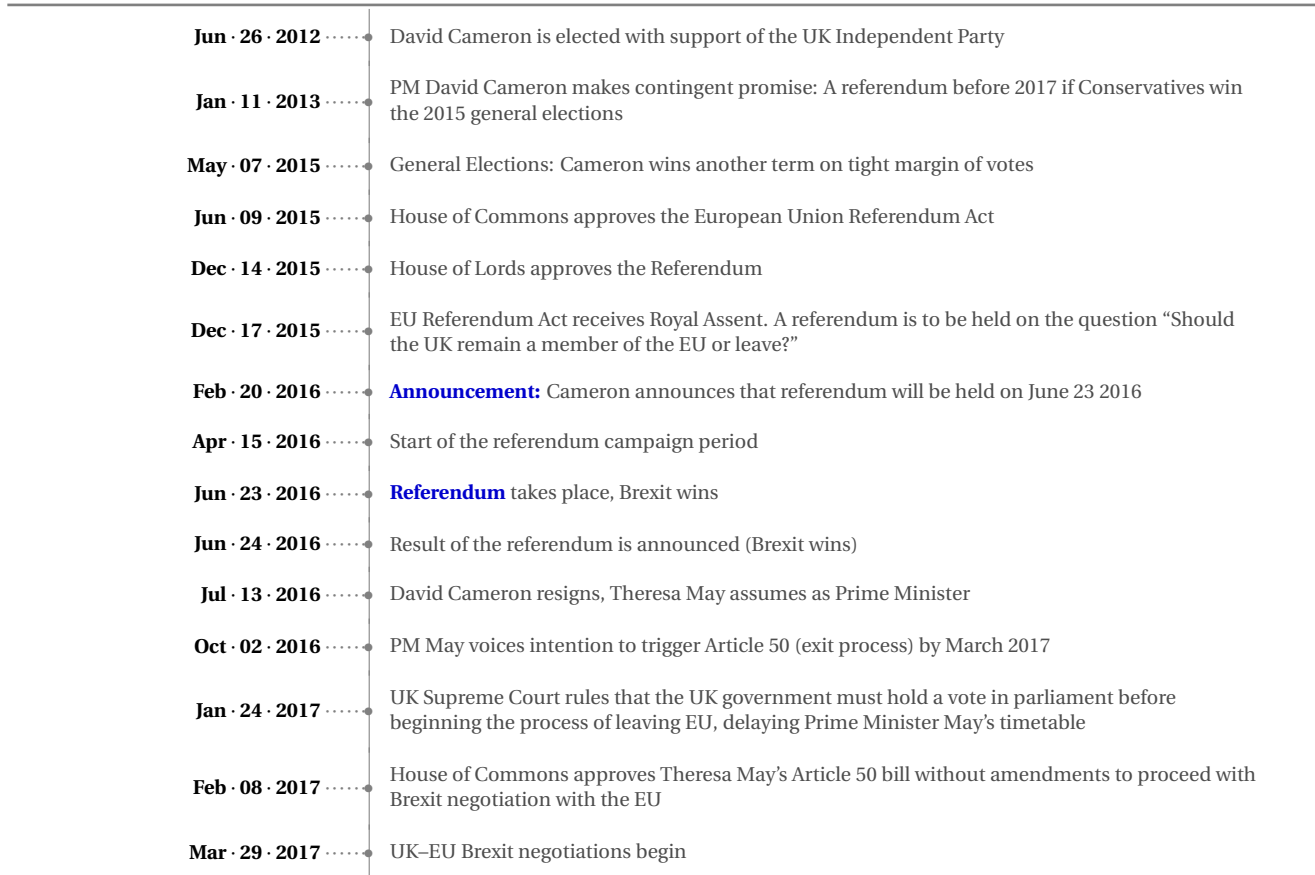 Jun · 26 · 2012 David Cameron is elected with support of the UK Independent Party
Jan · 11 · 2013 PM David Cameron makes contingent promise: A referendum before 2017 if Conservatives win
the 2015 general elections
May · 07 · 2015 General Elections: Cameron wins another term on tight margin of votes
Jun · 09 · 2015 House of Commons approves the European Union Referendum Act
Dec · 14 · 2015 House of Lords approves the Referendum
Dec · 17 · 2015 EU Referendum Act receives Royal Assent. A referendum is to be held on the question “Should
the UK remain a member of the EU or leave?”
Feb · 20 · 2016 Announcement: Cameron announces that referendum will be held on June 23 2016
Apr · 15 · 2016 Start of the referendum campaign period
Jun · 23 · 2016 Referendum takes place, Brexit wins
Jun · 24 · 2016 Result of the referendum is announced (Brexit wins)
Jul · 13 · 2016 David Cameron resigns, Theresa May assumes as Prime Minister
Oct · 02 · 2016 PM May voices intention to trigger Article 50 (exit process) by March 2017
Jan · 24 · 2017 UK Supreme Court rules that the UK government must hold a vote in parliament before
beginning the process of leaving EU, delaying Prime Minister May’s timetable
Feb · 08 · 2017 House of Commons approves Theresa May’s Article 50 bill without amendments to proceed with
Brexit negotiation with the EU
Mar · 29 · 2017 UK–EU Brexit negotiations begin